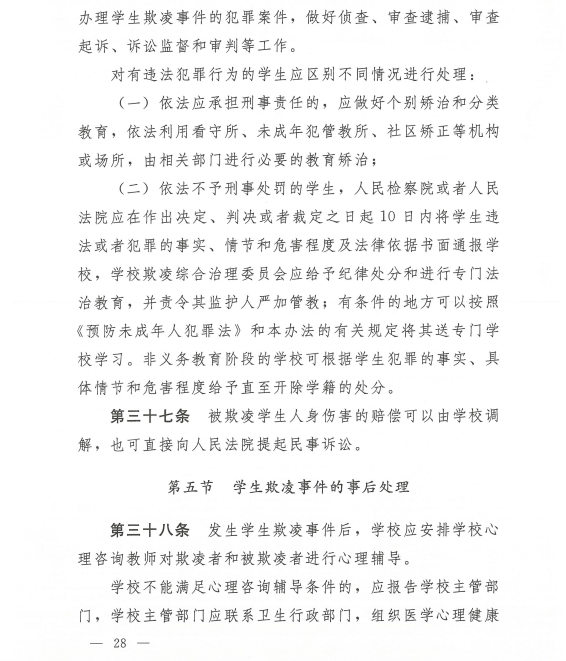 办理学生欺凌事件的犯罪案件，做好侦查、审查逮捕、审查
起诉、诉讼监督和审判等工作。
对有违法犯罪行为的学生应区别不同情况进行处理：
（一）依法应承担刑事责任的，应做好个别矫治和分类
教育，依法利用看守所、未成年犯管教所、社区矫正等机构
或场所，由相关部门进行必要的教育矫治；
（二）依法不予刑事处罚的学生，人民检察院或者人民
法院应在作出决定、判决或者裁定之日起 10 日内将学生违
法或者犯罪的事实、情节和危害程度及法律依据书面通报学
校，学校欺凌综合治理委员会应给予纪律处分和进行专门法
治教育，并责令其监护人严加管教；有条件的地方可以按照
《预防未成年人犯罪法》和本办法的有关规定将其送专门学
校学习。非义务教育阶段的学校可根据学生犯罪的事实、具
体情节和危害程度给予直至开除学籍的处分。
第三十七条 被欺凌学生人身伤害的赔偿可以由学校调
解，也可直接向人民法院提起民事诉讼。
第五节 学生欺凌事件的事后处理
第三十八条 发生学生欺凌事件后，学校应安排学校心
理咨询教师对欺凌者和被欺凌者进行心理辅导。
学校不能满足心理咨询辅导条件的，应报告学校主管部
门，学校主管部门应联系卫生行政部门，组织医学心理健康
— 28 —